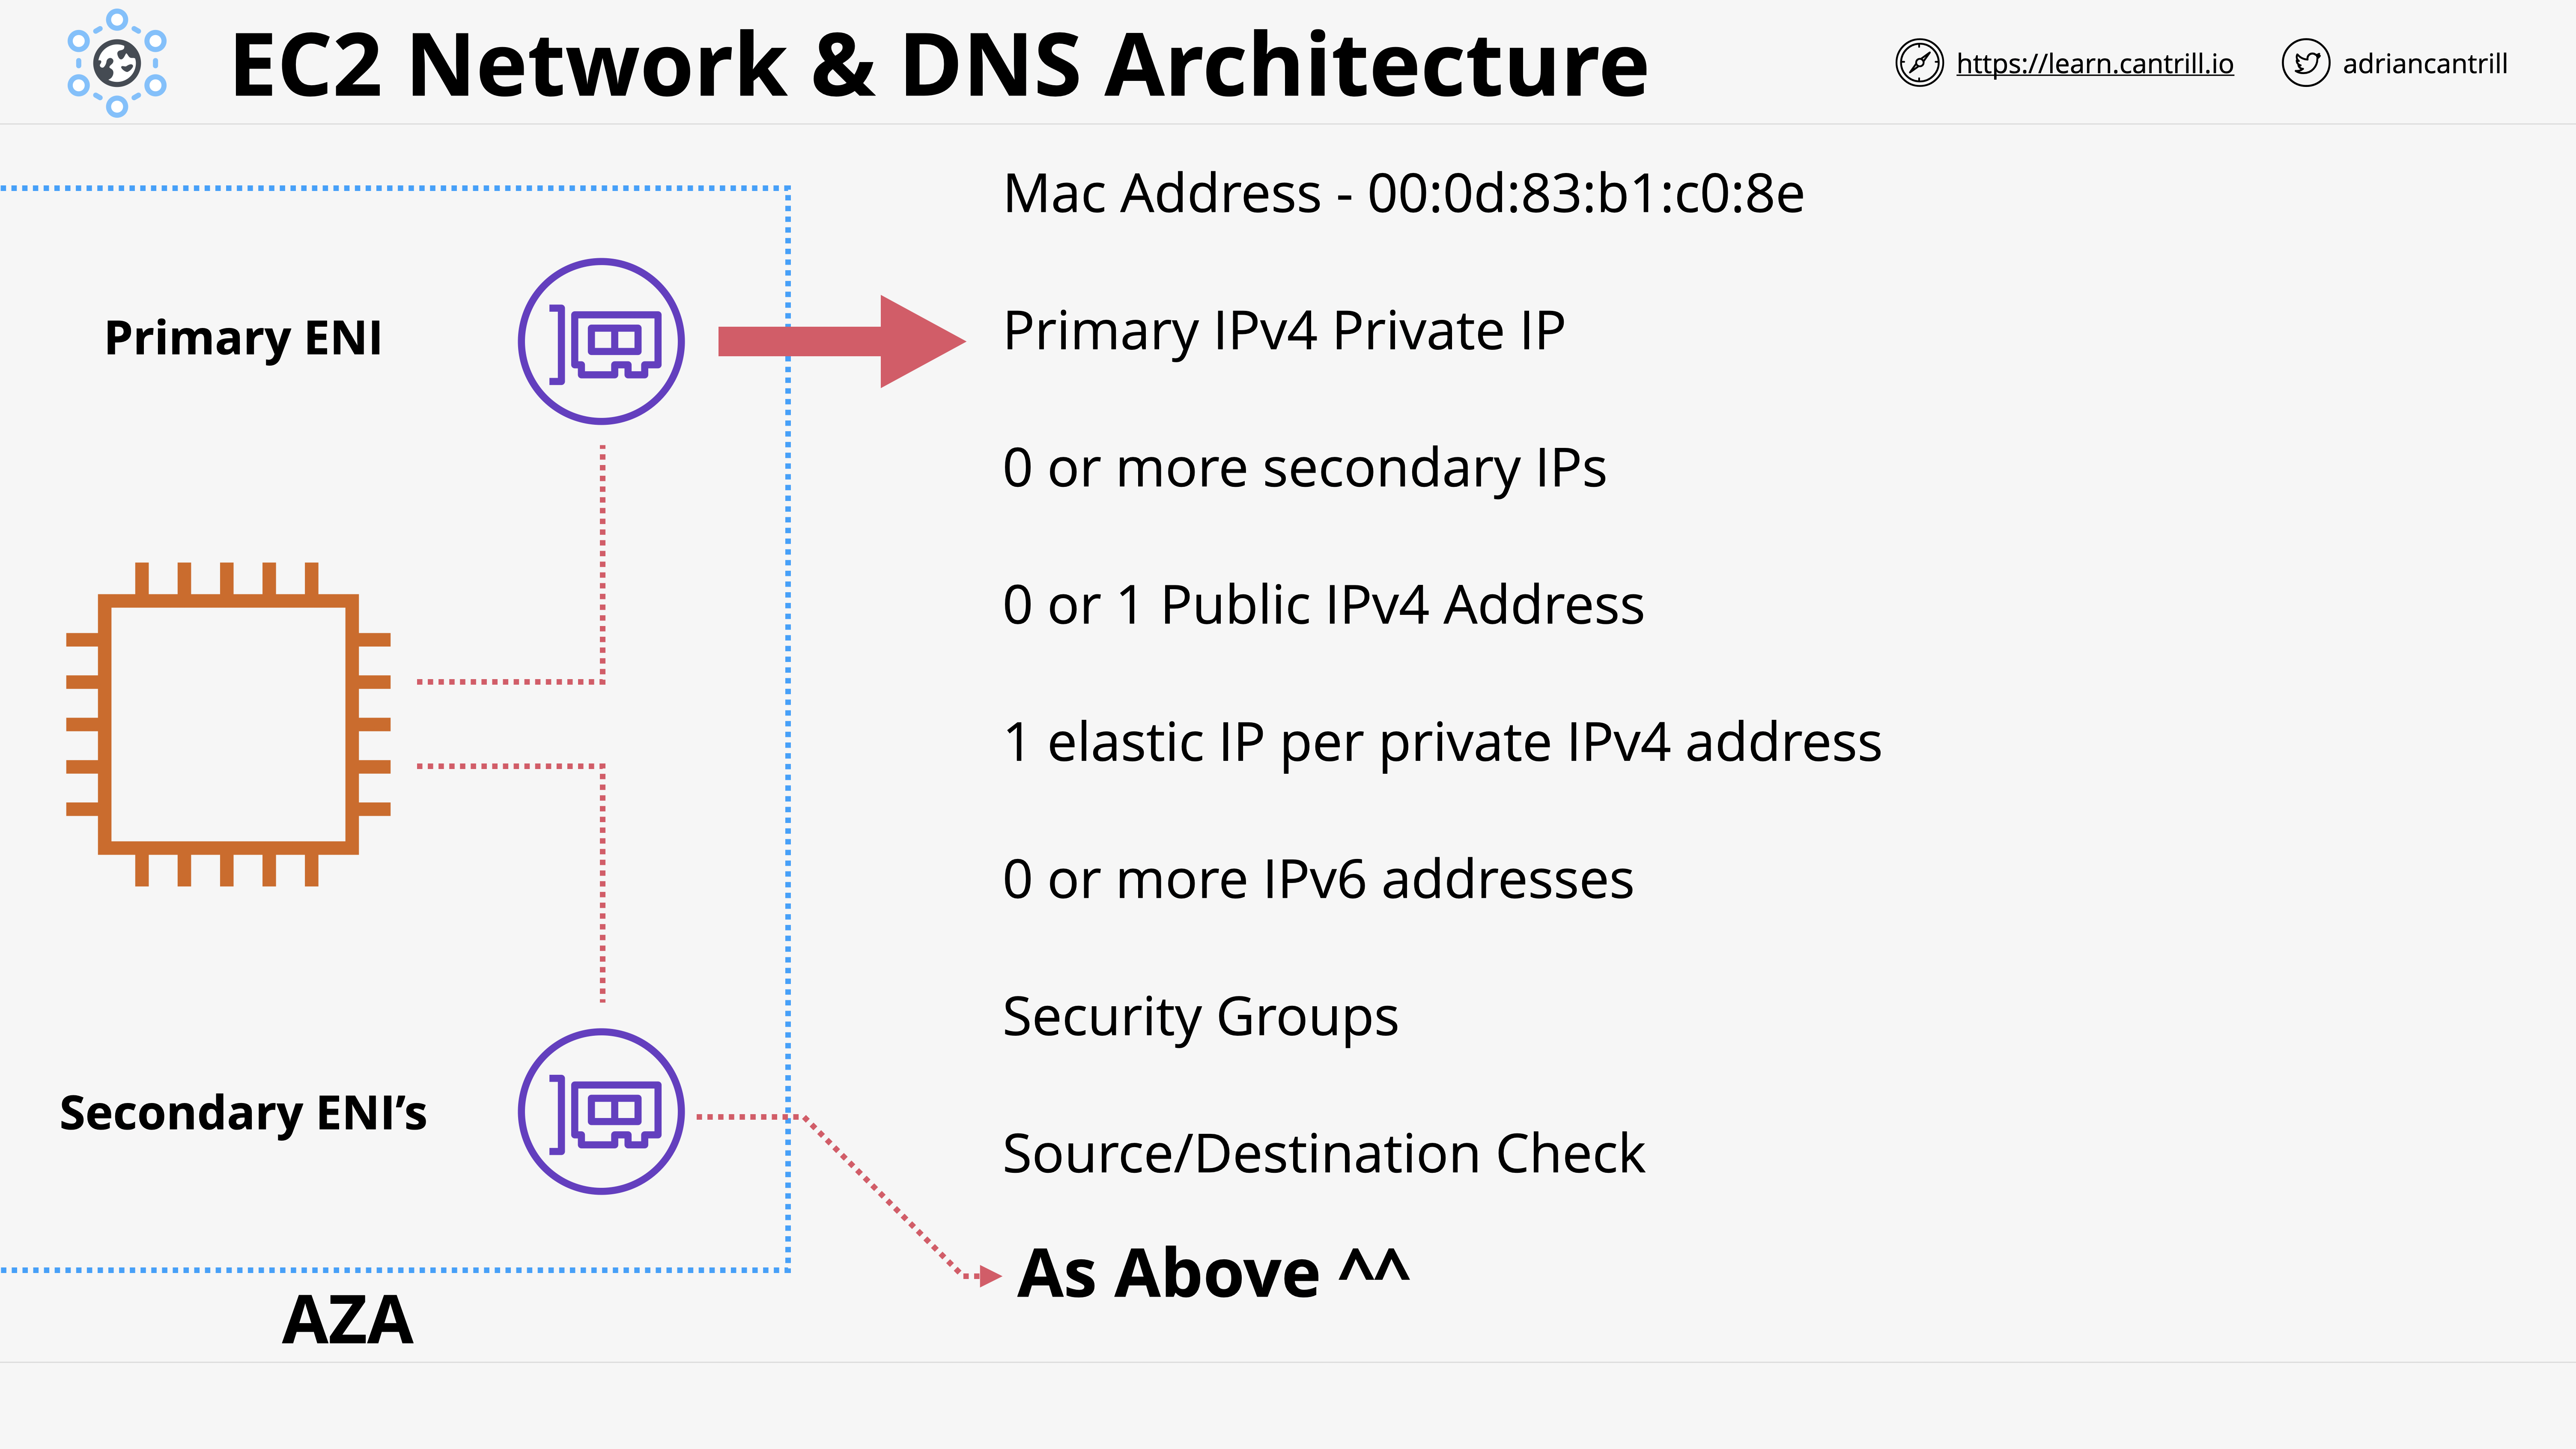 EC2 Network & DNS Architecture
https://learn.cantrill.io
adriancantrill
Mac Address - 00:0d:83:b1:c0:8e
Primary ENI
Primary IPv4 Private IP
0 or more secondary IPs
0 or 1 Public IPv4 Address
1 elastic IP per private IPv4 address
0 or more IPv6 addresses
Security Groups
Secondary ENI’s
Source/Destination Check
As Above ^^
AZA